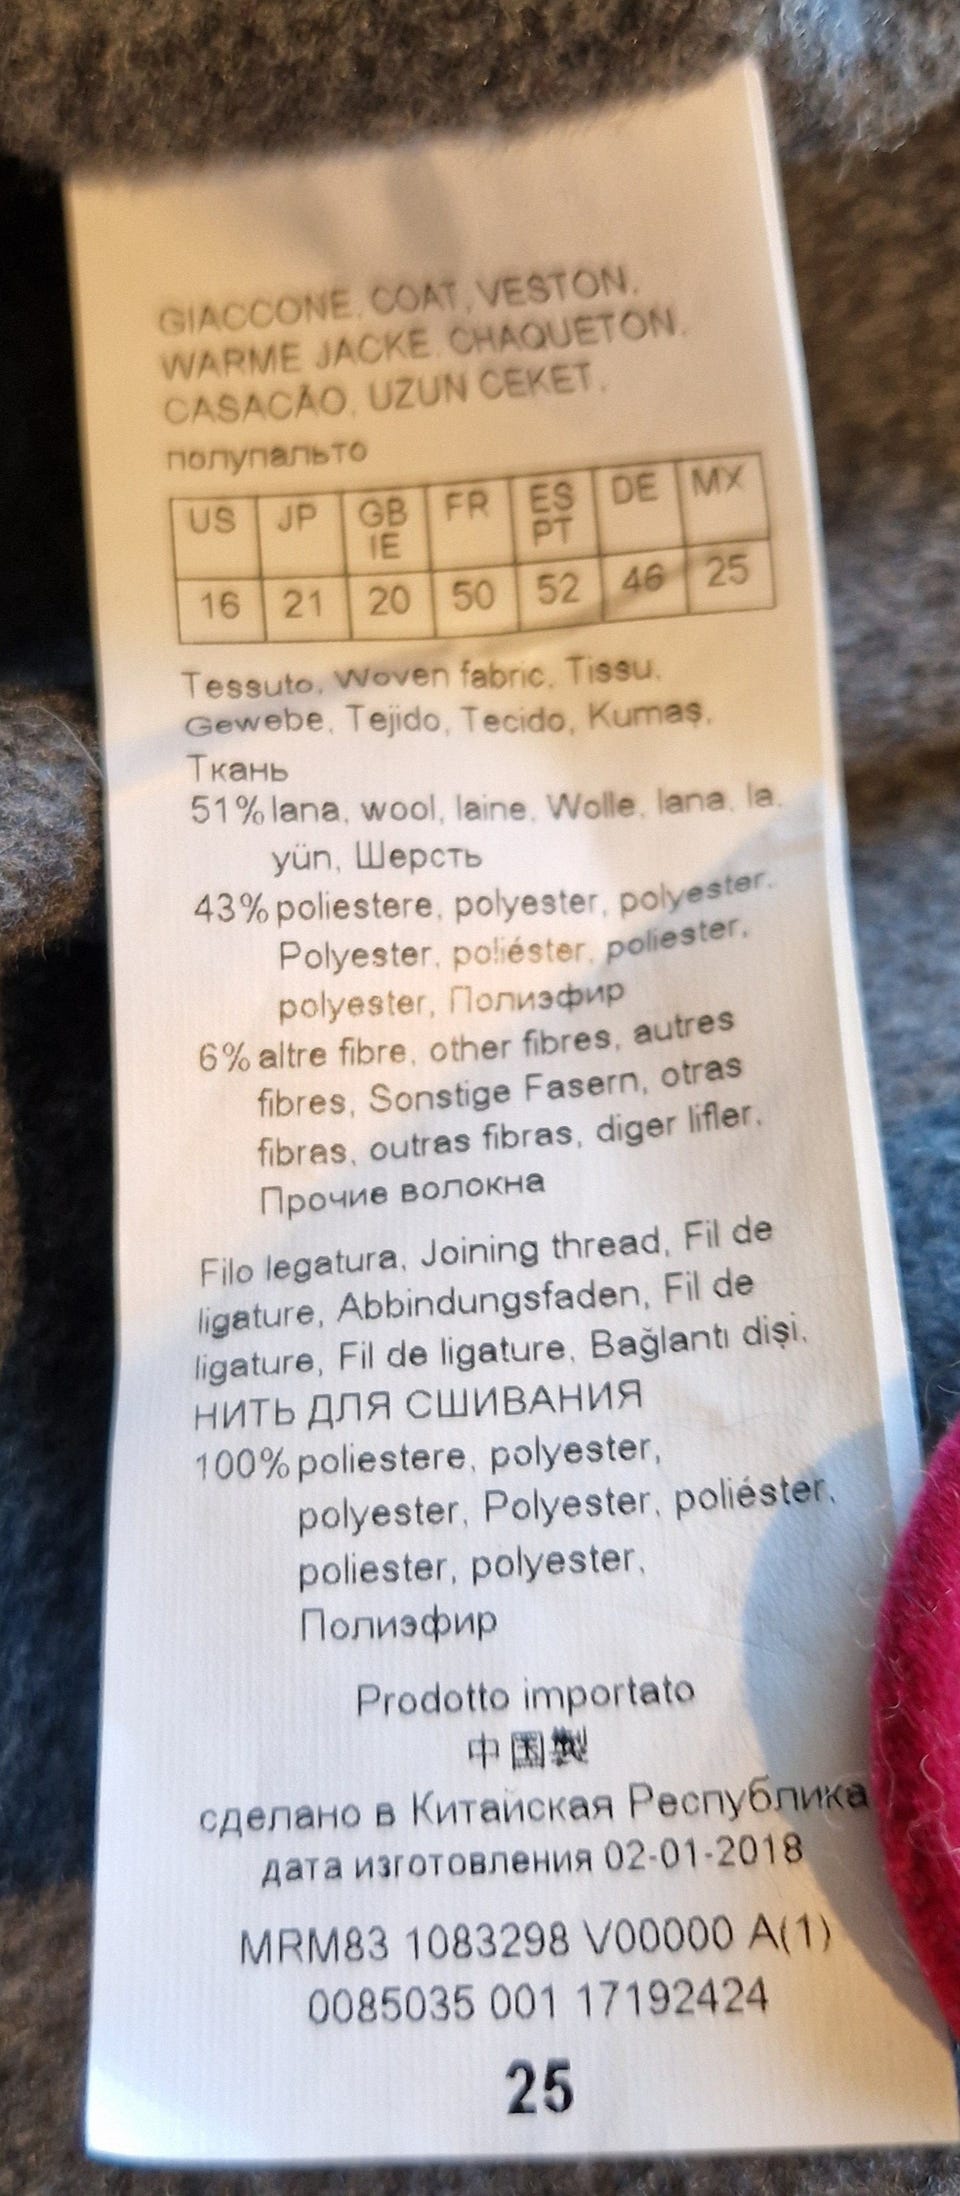 GIACCONE, COAT, VESTON,
WARME JACKE, CHAQUETON,
CASACÃO, UZUN CEKET,
полупальто
US JP GB IE FR ES PT DE MX
16 21 20 50 52 46 25
Tessuto, Woven fabric, Tissu,
Gewebe, Tejido, Tecido, Kumaş,
Ткань
51% lana, wool, laine, Wolle, lana, la,
yün, Шерсть
43% poliestere, polyester, polyester,
Polyester, poliéster, poliester,
polyester, Полиэфир
6% altre fibre, other fibres, autres
fibres, Sonstige Fasern, otras
fibras, outras fibras, diger lifler,
Прочие волокна
Filo legatura, Joining thread, Fil de
ligature, Abbindungsfaden, Fil de
ligature, Fil de ligature, Bağlantı dişi,
НИТЬ ДЛЯ СШИВАНИЯ
100% poliestere, polyester,
polyester, Polyester, poliéster,
poliester, polyester,
Полиэфир
Prodotto importato
中国製
сделано в Китайская Республика
дата изготовления 02-01-2018
MRM83 1083298 V00000 A(1)
0085035 001 17192424
25